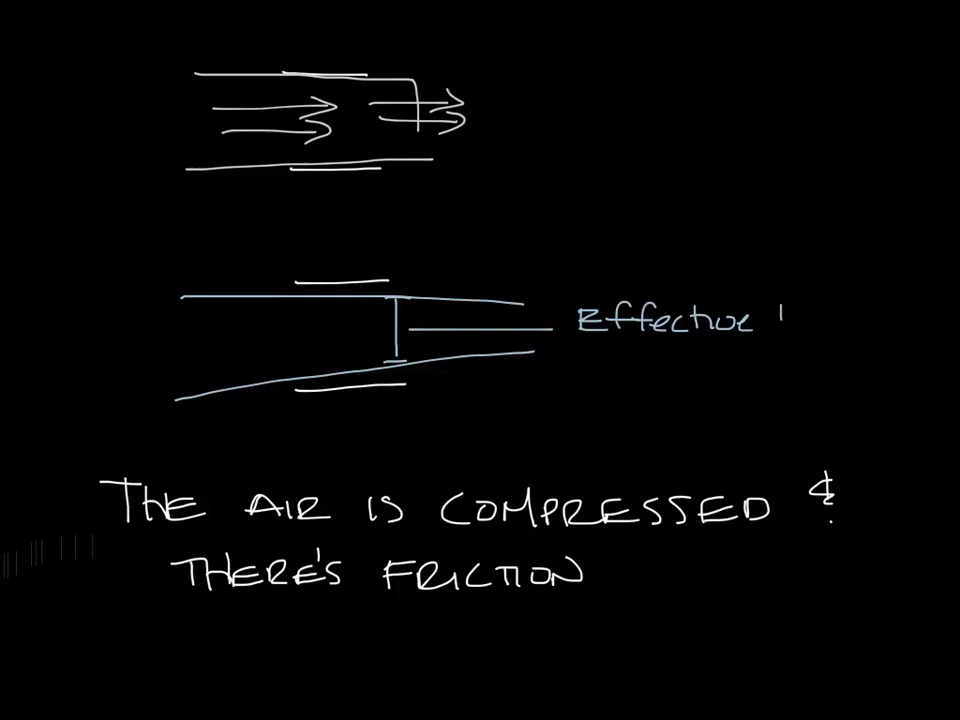 Effective
THE AIR IS COMPRESSED &
THERE'S FRICTION